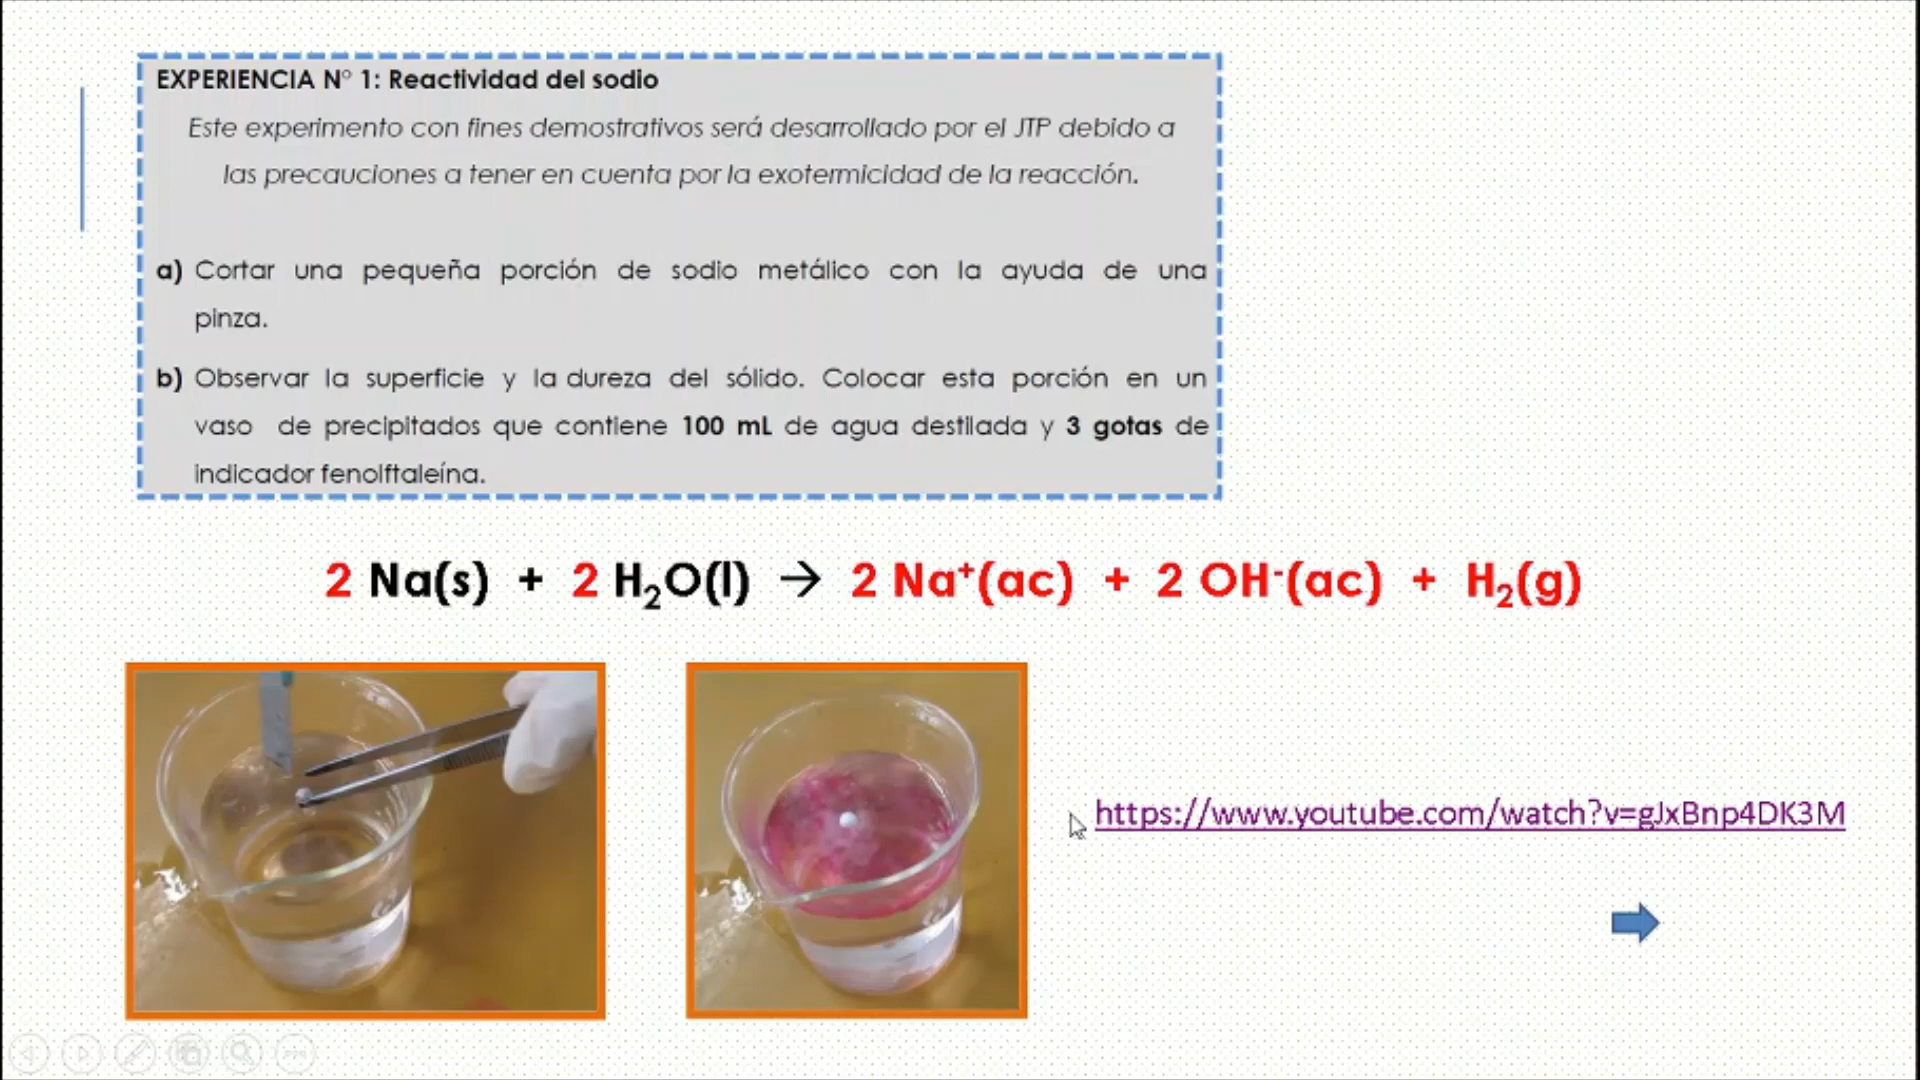 EXPERIENCIA N° 1: Reactividad del sodio
Este experimento con fines demostrativos será desarrollado por el JTP debido a
las precauciones a tener en cuenta por la exotermicidad de la reacción.
a) Cortar una pequeña porción de sodio metálico con la ayuda de una
pinza.
b) Observar la superficie y la dureza del sólido. Colocar esta porción en un
vaso de precipitados que contiene 100 mL de agua destilada y 3 gotas de
indicador fenolftaleína.
2 Na(s) + 2 H₂O(l) → 2 Na⁺(ac) + 2 OH⁻(ac) + H₂(g)
https://www.youtube.com/watch?v=gJxBnp4DK3M